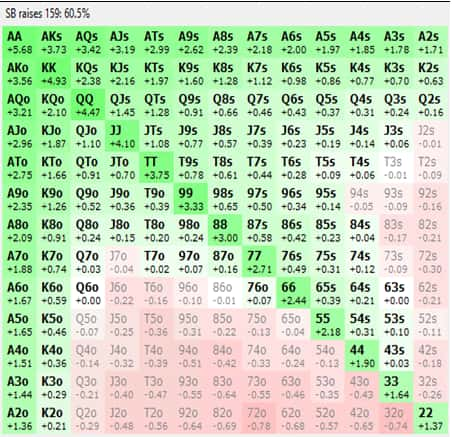 SB raises 159: 60.5%
AA AKs AQs AJs ATs A9s A8s A7s A6s A5s A4s A3s A2s
+5.68 +3.73 +3.42 +3.19 +2.99 +2.62 +2.39 +2.18 +2.00 +1.97 +1.85 +1.78 +1.71
AKo KK KQs KJs KTs K9s K8s K7s K6s K5s K4s K3s K2s
+3.56 +4.93 +2.38 +2.16 +1.97 +1.60 +1.28 +1.12 +0.98 +0.86 +0.77 +0.70 +0.63
AQo KQo QQ QJs QTs Q9s Q8s Q7s Q6s Q5s Q4s Q3s Q2s
+3.21 +2.10 +4.47 +1.45 +1.28 +0.91 +0.66 +0.46 +0.43 +0.37 +0.31 +0.24 +0.16
AJo KJo QJo JJ JTs J9s J8s J7s J6s J5s J4s J3s J2s
+2.96 +1.87 +1.10 +4.10 +1.08 +0.77 +0.57 +0.39 +0.23 +0.19 +0.14 +0.06 -0.01
ATo KTo QTo JTo TT T9s T8s T7s T6s T5s T4s T3s T2s
+2.75 +1.66 +0.91 +0.70 +3.75 +0.78 +0.61 +0.44 +0.28 +0.09 +0.06 -0.01 -0.09
A9o K9o Q9o J9o T9o 99 98s 97s 96s 95s 94s 93s 92s
+2.35 +1.26 +0.52 +0.36 +0.39 +3.33 +0.65 +0.50 +0.34 +0.14 -0.05 -0.09 -0.16
A8o K8o Q8o J8o T8o 98o 88 87s 86s 85s 84s 83s 82s
+2.09 +0.91 +0.24 +0.15 +0.20 +0.24 +3.00 +0.58 +0.42 +0.23 +0.04 -0.17 -0.21
A7o K7o Q7o J7o T7o 97o 87o 77 76s 75s 74s 73s 72s
+1.88 +0.74 +0.03 -0.04 +0.02 +0.07 +0.16 +2.71 +0.49 +0.31 +0.12 -0.09 -0.30
A6o K6o Q6o J6o T6o 96o 86o 76o 66 65s 64s 63s 62s
+1.67 +0.59 +0.00 -0.22 -0.16 -0.10 -0.01 +0.07 +2.44 +0.39 +0.21 +0.00 -0.21
A5o K5o Q5o J5o T5o 95o 85o 75o 65o 55 54s 53s 52s
+1.65 +0.46 -0.07 -0.25 -0.36 -0.31 -0.22 -0.13 -0.04 +2.18 +0.31 +0.10 -0.11
A4o K4o Q4o J4o T4o 94o 84o 74o 64o 54o 44 43s 42s
+1.51 +0.36 -0.14 -0.32 -0.39 -0.51 -0.42 -0.33 -0.24 -0.13 +1.90 +0.03 -0.18
A3o K3o Q3o J3o T3o 93o 83o 73o 63o 53o 43o 33 32s
+1.44 +0.29 -0.21 -0.40 -0.47 -0.55 -0.64 -0.55 -0.46 -0.35 -0.43 +1.64 -0.26
A2o K2o Q2o J2o T2o 92o 82o 72o 62o 52o 42o 32o 22
+1.36 +0.21 -0.29 -0.48 -0.56 -0.64 -0.69 -0.78 -0.68 -0.57 -0.65 -0.74 +1.37